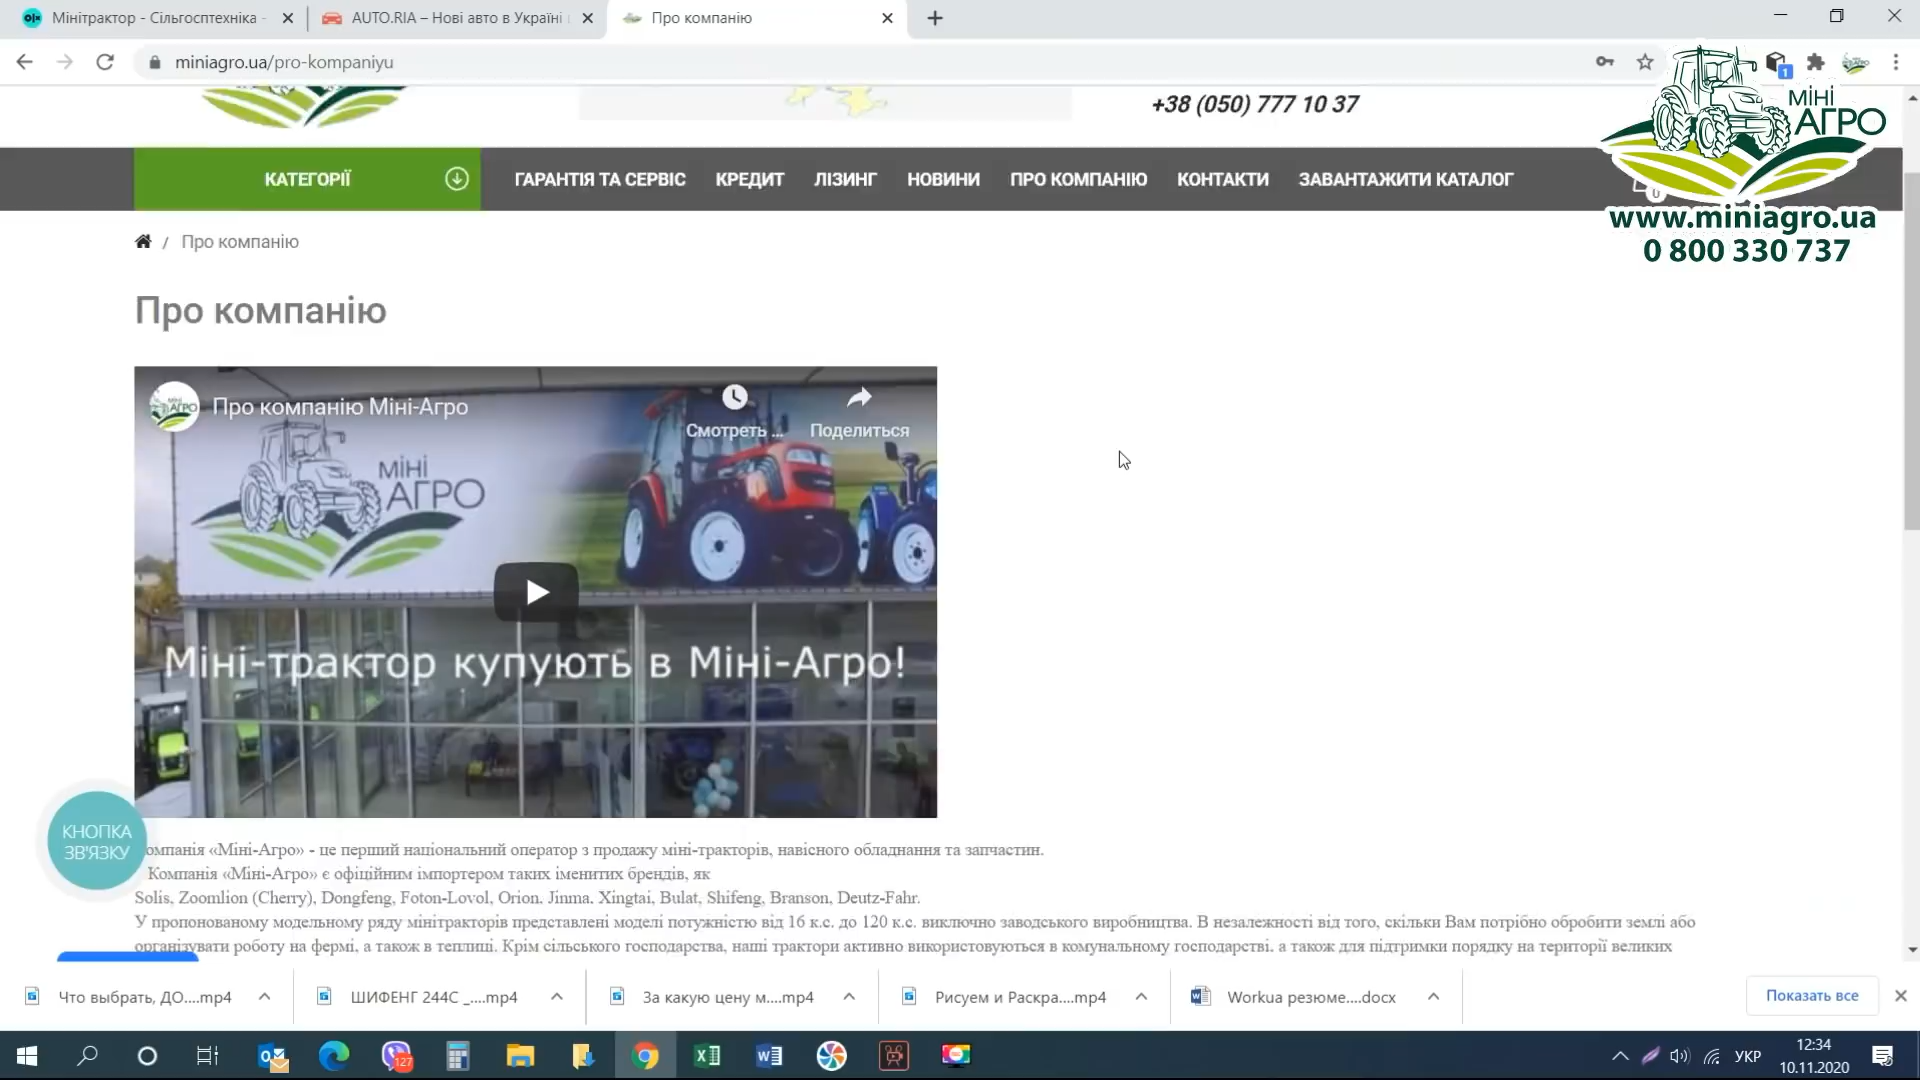 Мінітрактор - Сільгосптехніка -
AUTO.RIA – Нові авто в Україні
Про компанію
miniagro.ua/pro-kompaniyu
1
+38 (050) 777 10 37
МІНІ
АГРО
www.miniagro.ua
0 800 330 737
КАТЕГОРІЇ
ГАРАНТІЯ ТА СЕРВІС
КРЕДИТ
ЛІЗИНГ
НОВИНИ
ПРО КОМПАНІЮ
КОНТАКТИ
ЗАВАНТАЖИТИ КАТАЛОГ
0
/ Про компанію
Про компанію
МІНІ АГРО
Про компанію Міні-Агро
Смотреть ...
Поделиться
МІНІ
АГРО
Міні-трактор купують в Міні-Агро!
КНОПКА
ЗВ'ЯЗКУ
омпанія «Міні-Агро» - це перший національний оператор з продажу міні-тракторів, навісного обладнання та запчастин.
Компанія «Міні-Агро» є офіційним імпортером таких іменитих брендів, як
Solis, Zoomlion (Cherry), Dongfeng, Foton-Lovol, Orion, Jinma, Xingtai, Bulat, Shifeng, Branson, Deutz-Fahr.
У пропонованому модельному ряду мінітракторів представлені моделі потужністю від 16 к.с. до 120 к.с. виключно заводського виробництва. В незалежності від того, скільки Вам потрібно обробити землі або
організувати роботу на фермі, а також в теплиці. Крім сільського господарства, наші трактори активно використовуються в комунальному господарстві, а також для підтримки порядку на території великих
Что выбрать, ДО....mp4
ШИФЕНГ 244С _....mp4
За какую цену м....mp4
Рисуем и Раскра....mp4
Workua резюме....docx
Показать все
127
УКР
12:34
10.11.2020